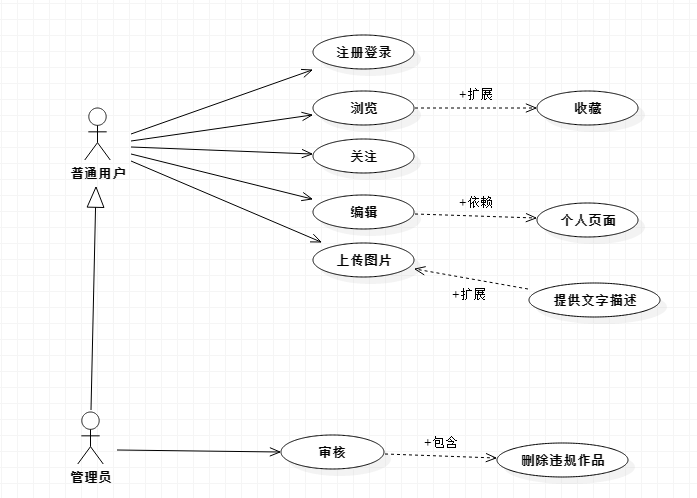 注册登录
浏览
+扩展
收藏
关注
普通用户
编辑
+依赖
个人页面
上传图片
+扩展
提供文字描述
管理员
审核
+包含
删除违规作品